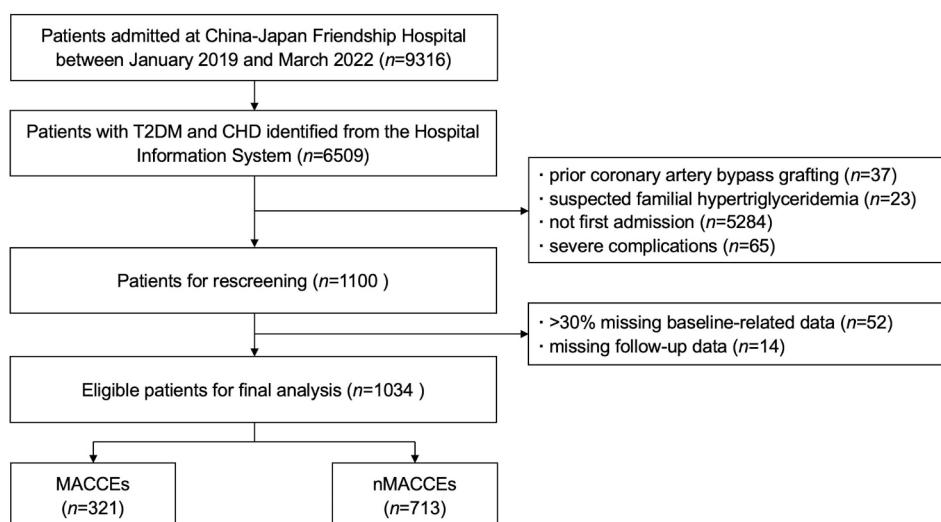 Patients admitted at China-Japan Friendship Hospital
between January 2019 and March 2022 (n=9316)
Patients with T2DM and CHD identified from the Hospital
Information System (n=6509)
· prior coronary artery bypass grafting (n=37)
· suspected familial hypertriglyceridemia (n=23)
· not first admission (n=5284)
· severe complications (n=65)
Patients for rescreening (n=1100 )
· >30% missing baseline-related data (n=52)
· missing follow-up data (n=14)
Eligible patients for final analysis (n=1034 )
MACCEs
(n=321)
nMACCEs
(n=713)